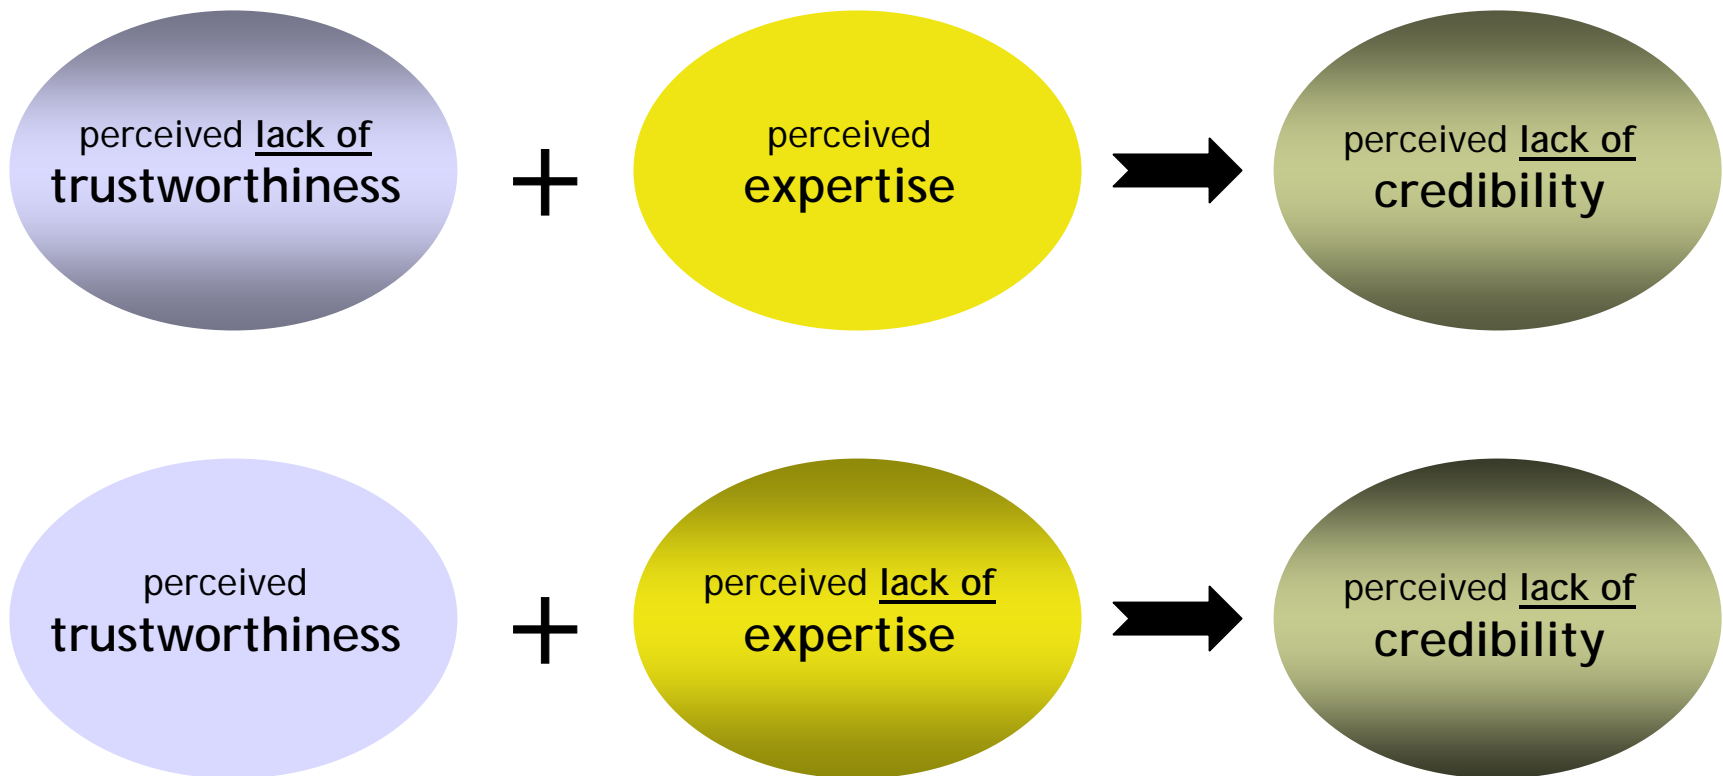 perceived lack of
trustworthiness
+
perceived
expertise
perceived lack of
credibility
perceived
trustworthiness
+
perceived lack of
expertise
perceived lack of
credibility